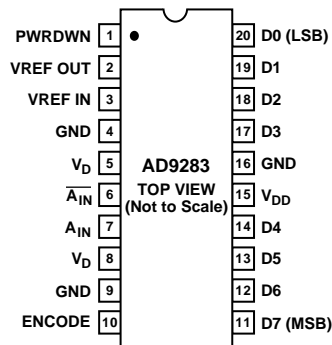 PWRDWN 1 20 D0 (LSB)
VREF OUT 2 19 D1
VREF IN 3 18 D2
GND 4 17 D3
VD 5 AD9283 16 GND
A̅I̅N̅ 6 TOP VIEW 15 VDD
(Not to Scale)
AIN 7 14 D4
VD 8 13 D5
GND 9 12 D6
ENCODE 10 11 D7 (MSB)